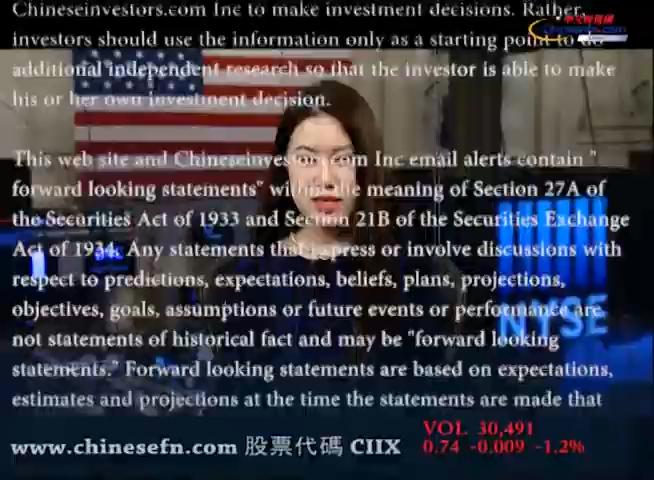 Chineseinvestors.com Inc to make investment decisions. Rather,
investors should use the information only as a starting point to do
additional independent research so that the investor is able to make
his or her own investment decision.
This web site and Chineseinvestors.com Inc email alerts contain "
forward looking statements" within the meaning of Section 27A of
the Securities Act of 1933 and Section 21B of the Securities Exchange
Act of 1934. Any statements that express or involve discussions with
respect to predictions, expectations, beliefs, plans, projections,
objectives, goals, assumptions or future events or performance are
not statements of historical fact and may be "forward looking
statements." Forward looking statements are based on expectations,
estimates and projections at the time the statements are made that
NYSE
www.chinesefn.com 股票代碼 CIIX
VOL 30,491
0.74 -0.009 -1.2%